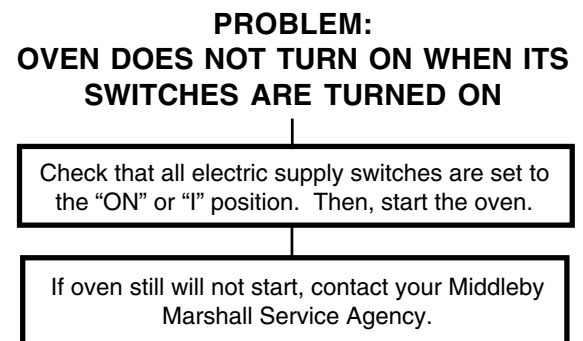 PROBLEM:
OVEN DOES NOT TURN ON WHEN ITS
SWITCHES ARE TURNED ON
Check that all electric supply switches are set to
the “ON” or “I” position.  Then, start the oven.
If oven still will not start, contact your Middleby
Marshall Service Agency.